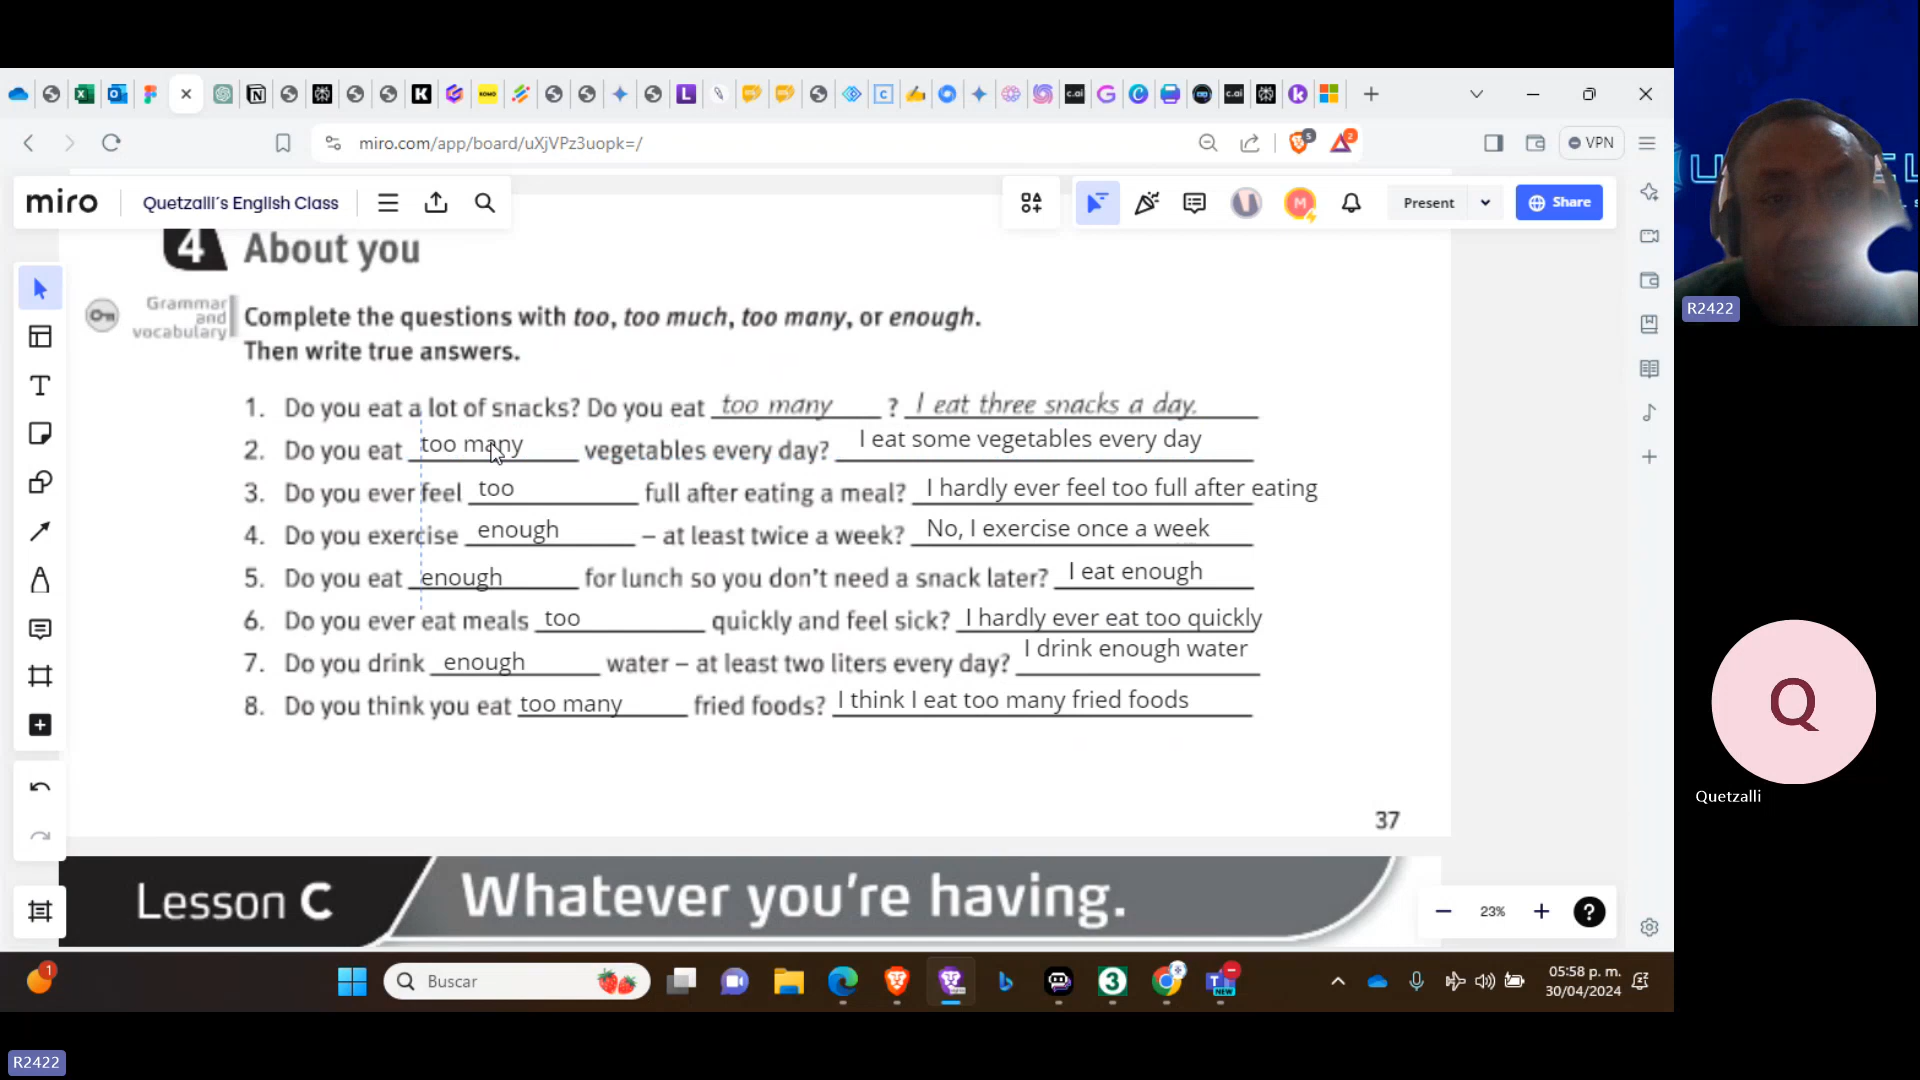 miro.com/app/board/uXjVPz3uopk=/
VPN
miro
Quetzalli´s English Class
Present
Share
4 About you
Grammar and vocabulary
Complete the questions with too, too much, too many, or enough.
Then write true answers.
1. Do you eat a lot of snacks? Do you eat too many ? I eat three snacks a day.
2. Do you eat too many vegetables every day? I eat some vegetables every day
3. Do you ever feel too full after eating a meal? I hardly ever feel too full after eating
4. Do you exercise enough – at least twice a week? No, I exercise once a week
5. Do you eat enough for lunch so you don't need a snack later? I eat enough
6. Do you ever eat meals too quickly and feel sick? I hardly ever eat too quickly
7. Do you drink enough water – at least two liters every day? I drink enough water
8. Do you think you eat too many fried foods? I think I eat too many fried foods
37
Lesson C Whatever you're having.
23%
Buscar
05:58 p. m.
30/04/2024
R2422
Q
Quetzalli
R2422